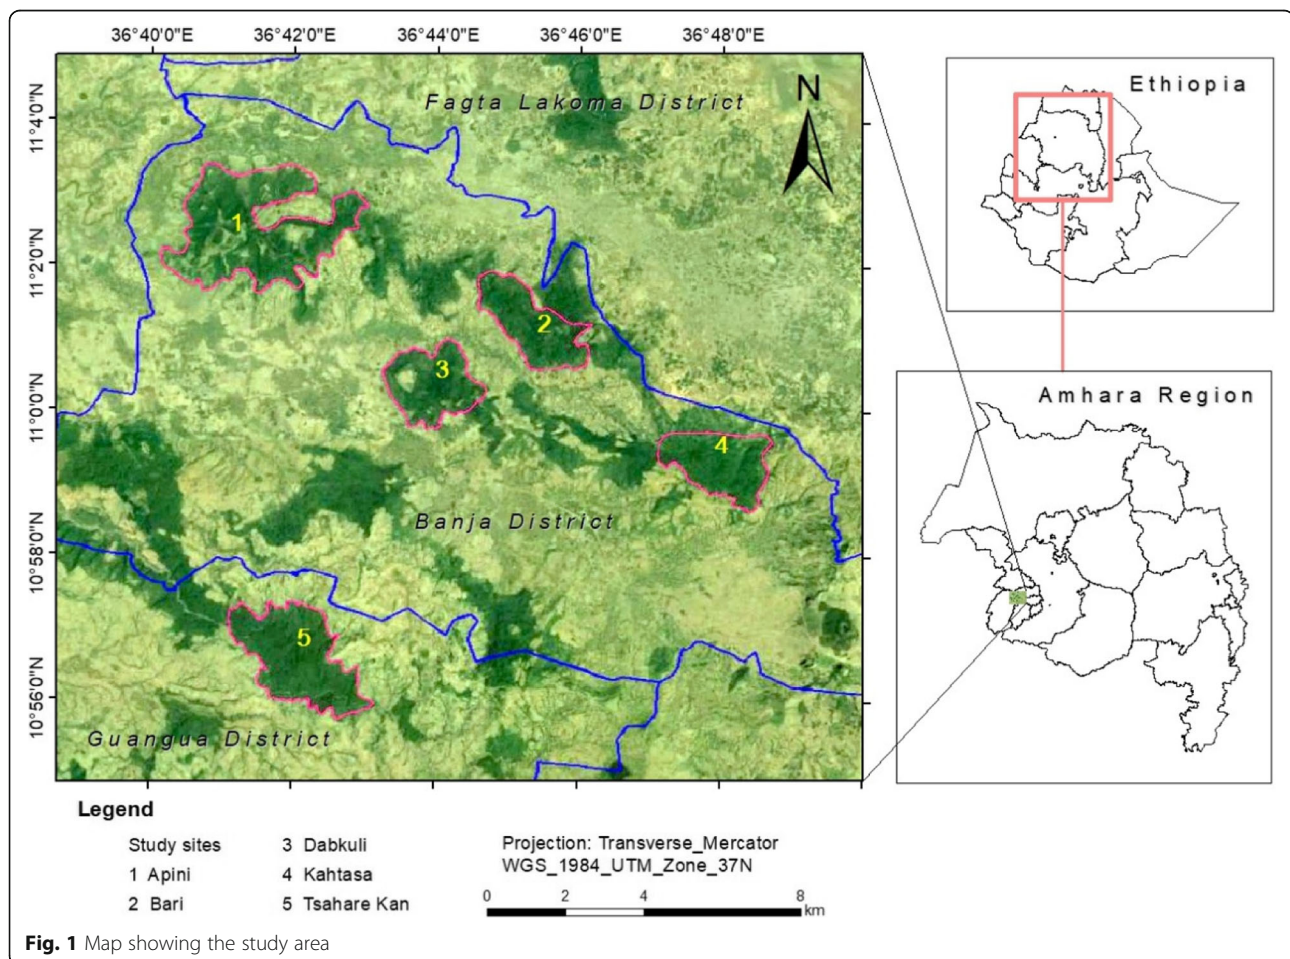 36°40'0"E 36°42'0"E 36°44'0"E 36°46'0"E 36°48'0"E
11°4'0"N
11°2'0"N
11°0'0"N
10°58'0"N
10°56'0"N
Fagta Lakoma District
N
1
2
3
4
Banja District
5
Guangua District
Ethiopia
Amhara Region
Legend
Study sites
1 Apini
2 Bari
3 Dabkuli
4 Kahtasa
5 Tsahare Kan
Projection: Transverse_Mercator
WGS_1984_UTM_Zone_37N
0 2 4 8
km
Fig. 1 Map showing the study area